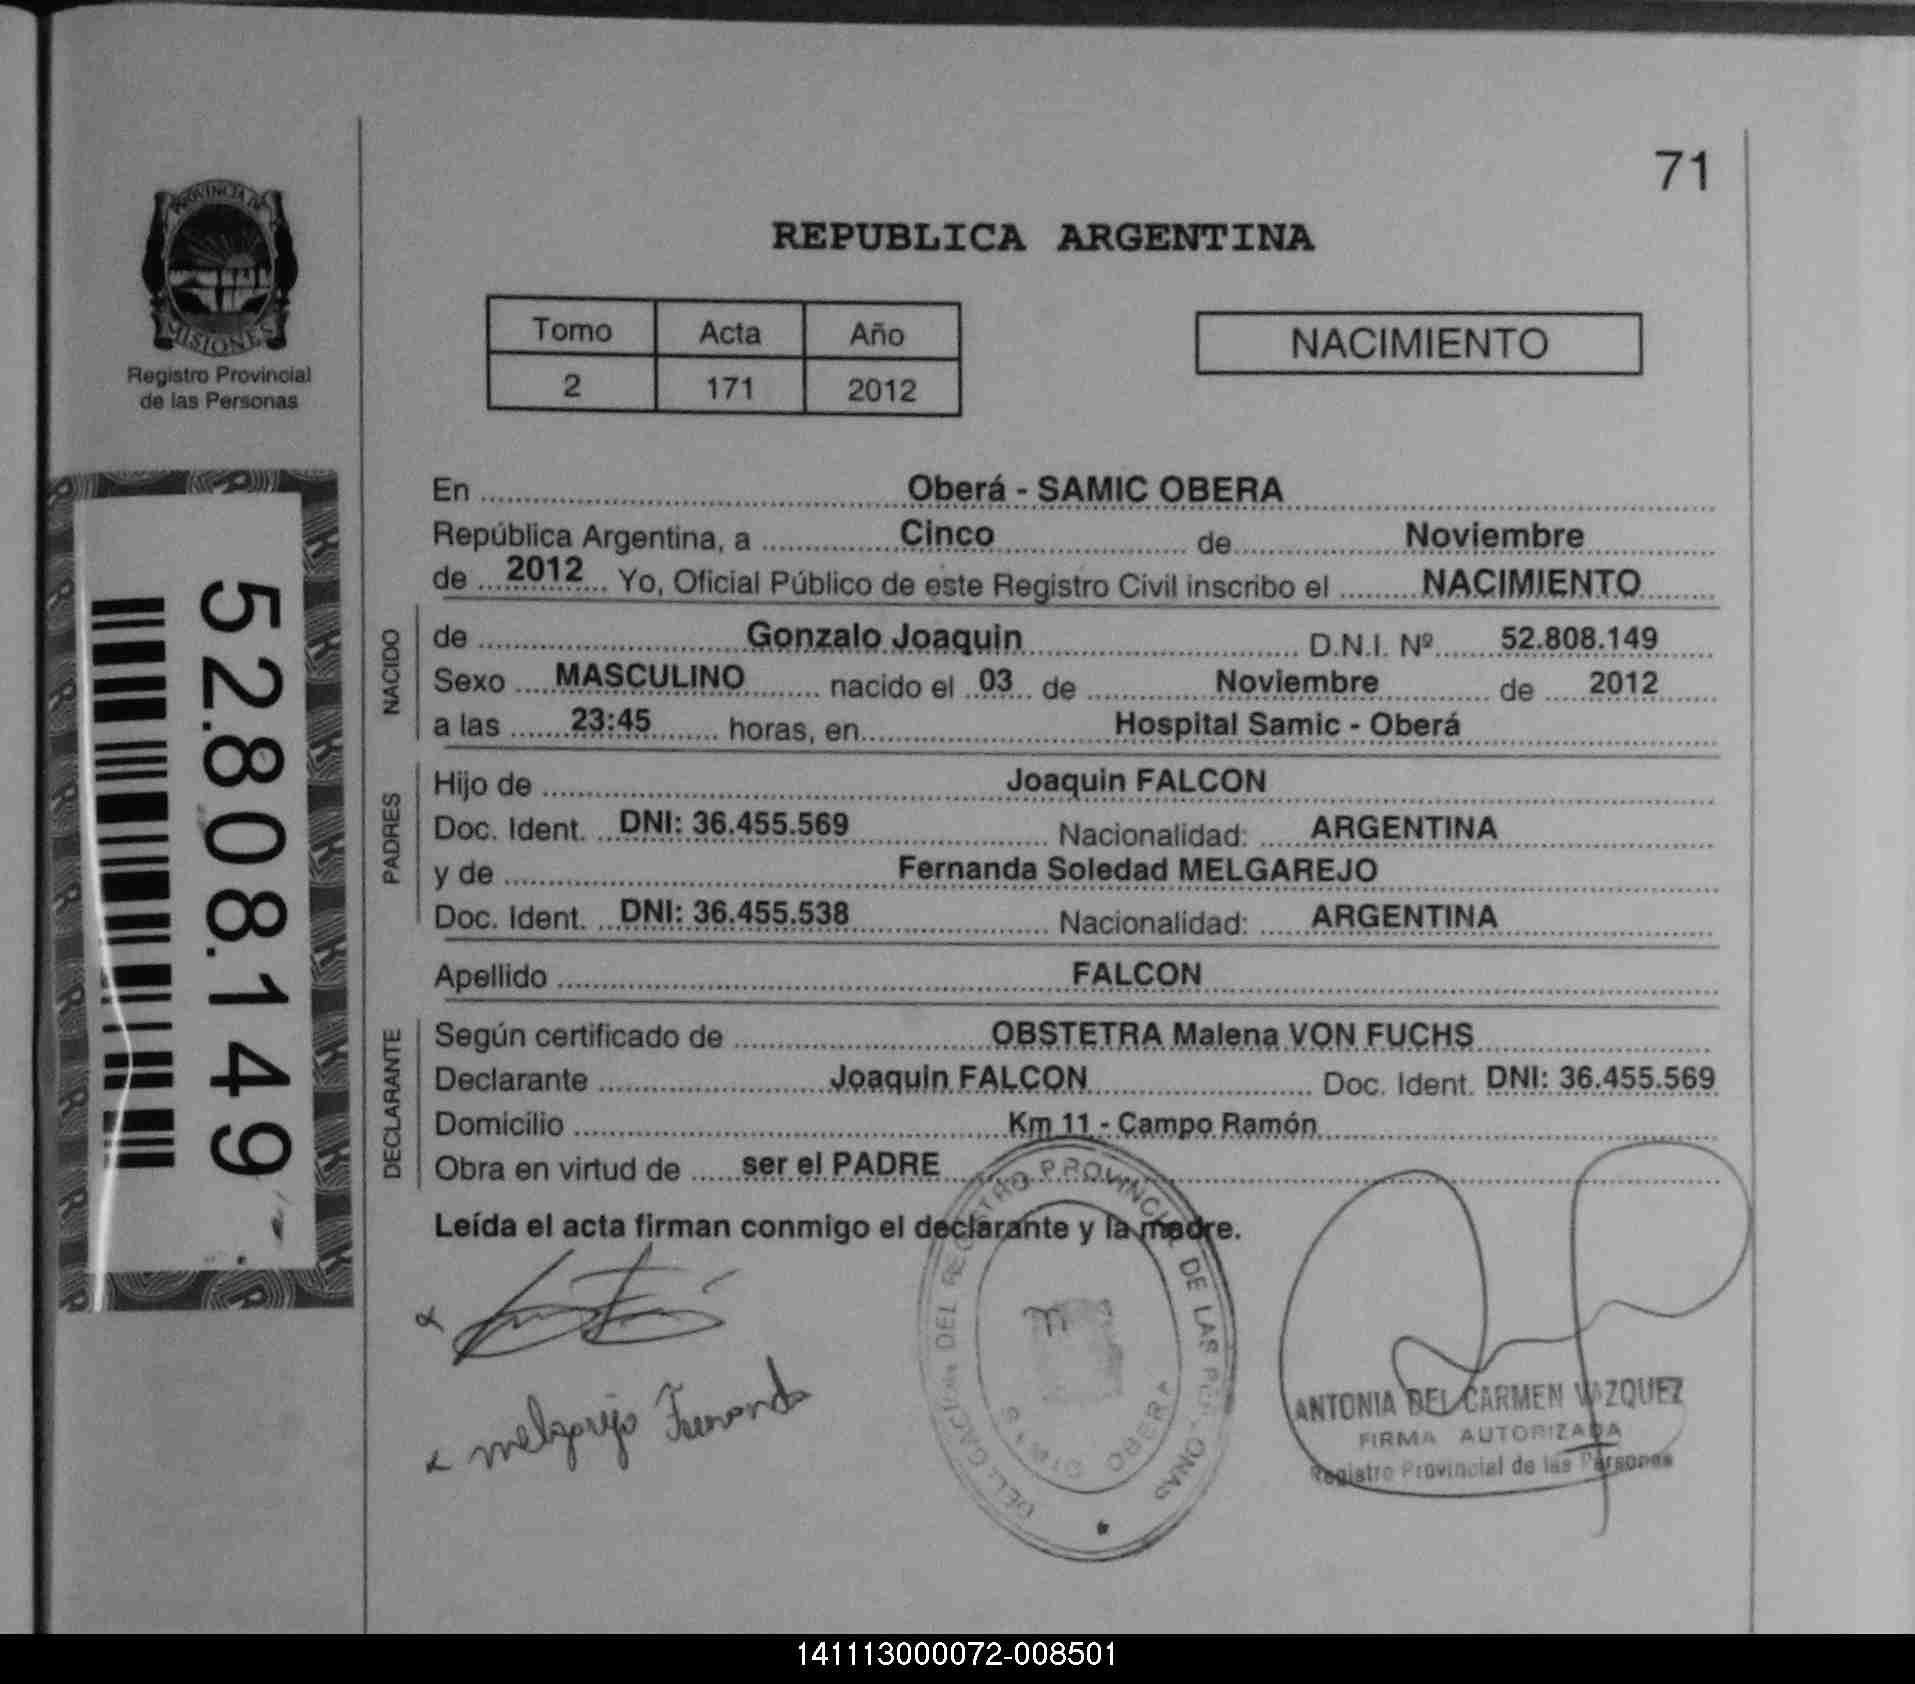 71
PROVINCIA DE
MISIONES
Registro Provincial
de las Personas
REPUBLICA ARGENTINA
Tomo Acta Año
2 171 2012
NACIMIENTO
52.808.149
En Oberá - SAMIC OBERA
República Argentina, a Cinco de Noviembre
de 2012 Yo, Oficial Público de este Registro Civil inscribo el NACIMIENTO
NACIDO
de Gonzalo Joaquin D.N.I. Nº 52.808.149
Sexo MASCULINO nacido el 03 de Noviembre de 2012
a las 23:45 horas, en Hospital Samic - Oberá
PADRES
Hijo de Joaquin FALCON
Doc. Ident. DNI: 36.455.569 Nacionalidad: ARGENTINA
y de Fernanda Soledad MELGAREJO
Doc. Ident. DNI: 36.455.538 Nacionalidad: ARGENTINA
Apellido FALCON
DECLARANTE
Según certificado de OBSTETRA Malena VON FUCHS
Declarante Joaquin FALCON Doc. Ident. DNI: 36.455.569
Domicilio Km 11 - Campo Ramón
Obra en virtud de ser el PADRE
Leída el acta firman conmigo el declarante y la madre.
melgarejo Fernanda
DEL REGISTRO PROVINCIAL DE LAS PERSONAS
OBERA
ANTONIA DEL CARMEN VAZQUEZ
FIRMA AUTORIZADA
Registro Provincial de las Personas
141113000072-008501